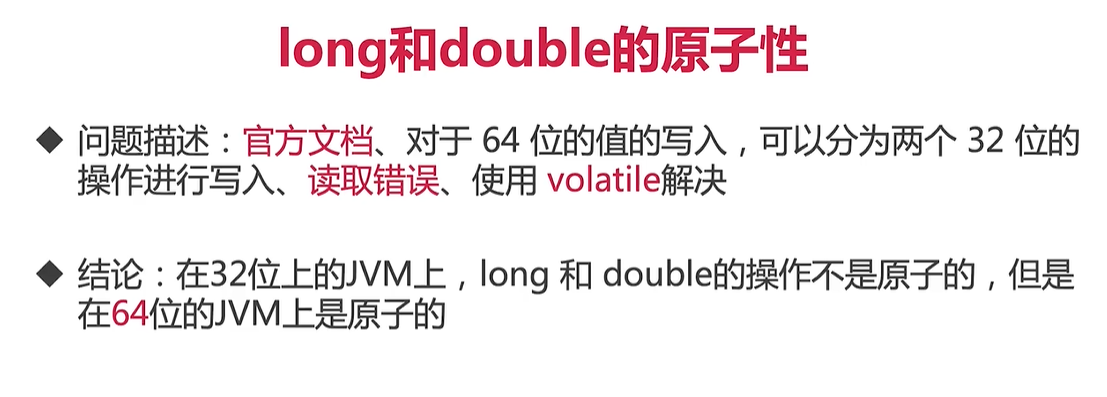 long和double的原子性
◆ 问题描述：官方文档、对于 64 位的值的写入，可以分为两个 32 位的
操作进行写入、读取错误、使用 volatile解决
◆ 结论：在32位上的JVM上，long 和 double的操作不是原子的，但是
在64位的JVM上是原子的